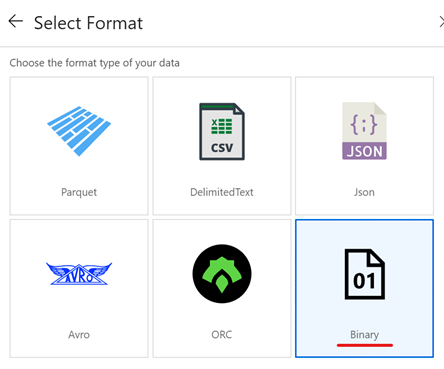 Select Format
Choose the format type of your data
CSV
{;}
JSON
Parquet
DelimitedText
Json
AVRO
01
Avro
ORC
Binary